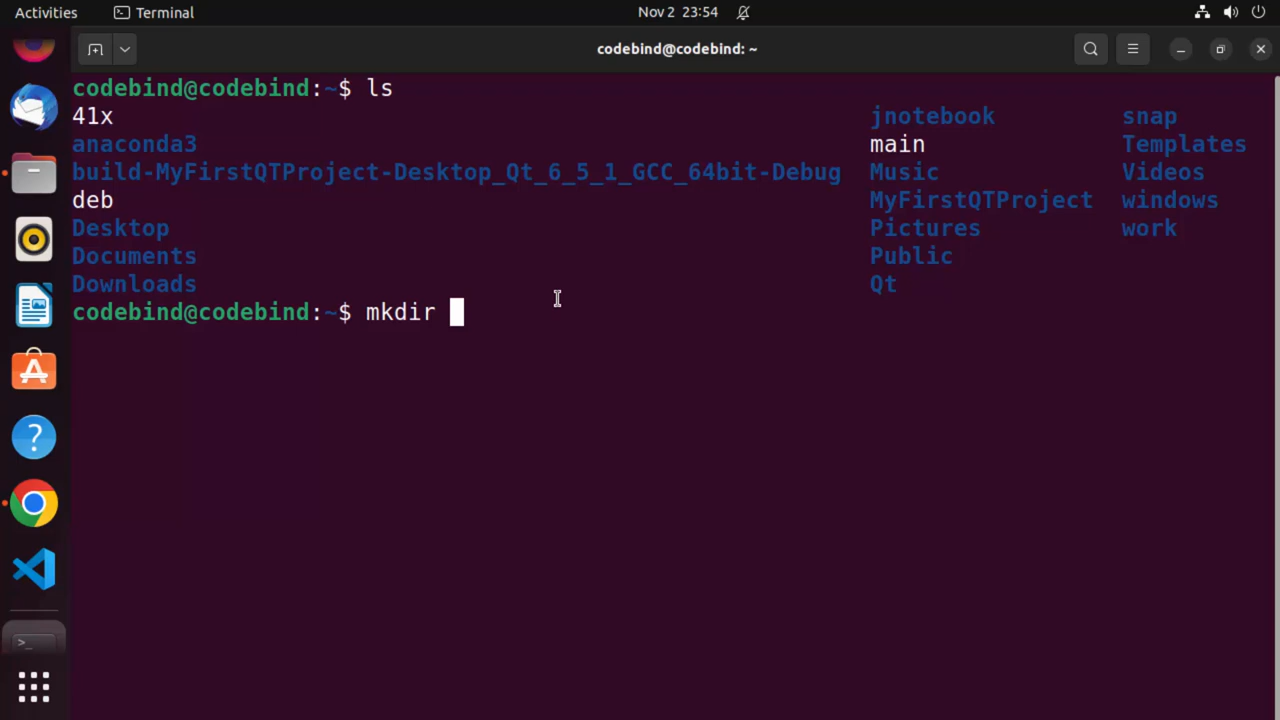 Activities Terminal Nov 2 23:54
codebind@codebind: ~
codebind@codebind:~$ ls
41x jnotebook snap
anaconda3 main Templates
build-MyFirstQTProject-Desktop_Qt_6_5_1_GCC_64bit-Debug Music Videos
deb MyFirstQTProject windows
Desktop Pictures work
Documents Public
Downloads Qt
codebind@codebind:~$ mkdir